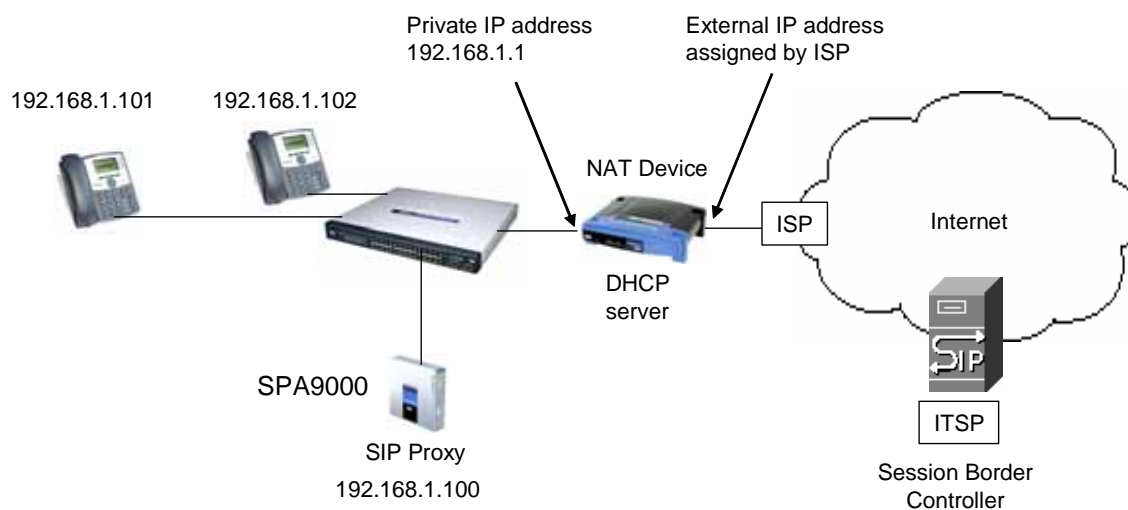 Private IP address
192.168.1.1
External IP address
assigned by ISP
192.168.1.101
192.168.1.102
NAT Device
ISP
Internet
DHCP
server
SIP
SPA9000
ITSP
SIP Proxy
192.168.1.100
Session Border
Controller